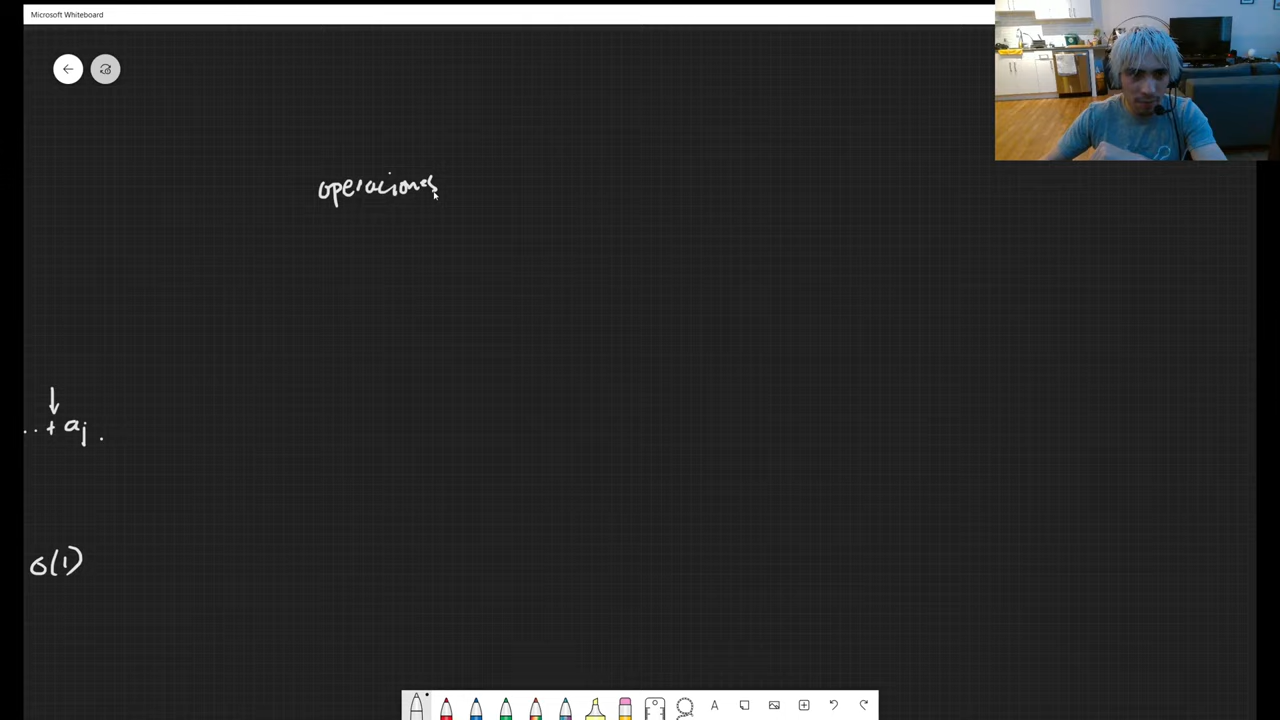 Microsoft Whiteboard
operaciones
↓
..+ aj .
O(1)